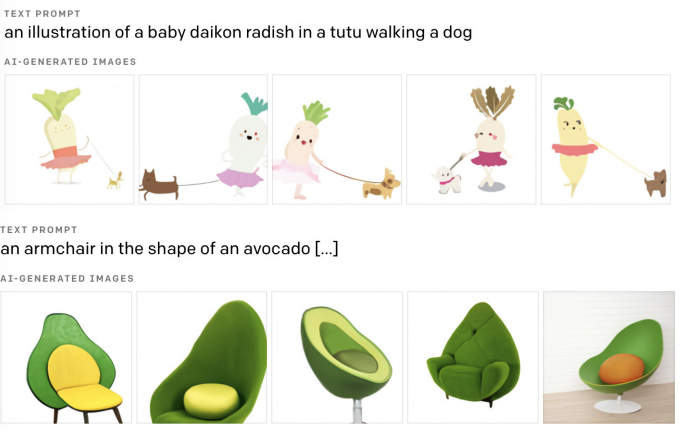 TEXT PROMPT
an illustration of a baby daikon radish in a tutu walking a dog
AI-GENERATED IMAGES
TEXT PROMPT
an armchair in the shape of an avocado [...]
AI-GENERATED IMAGES